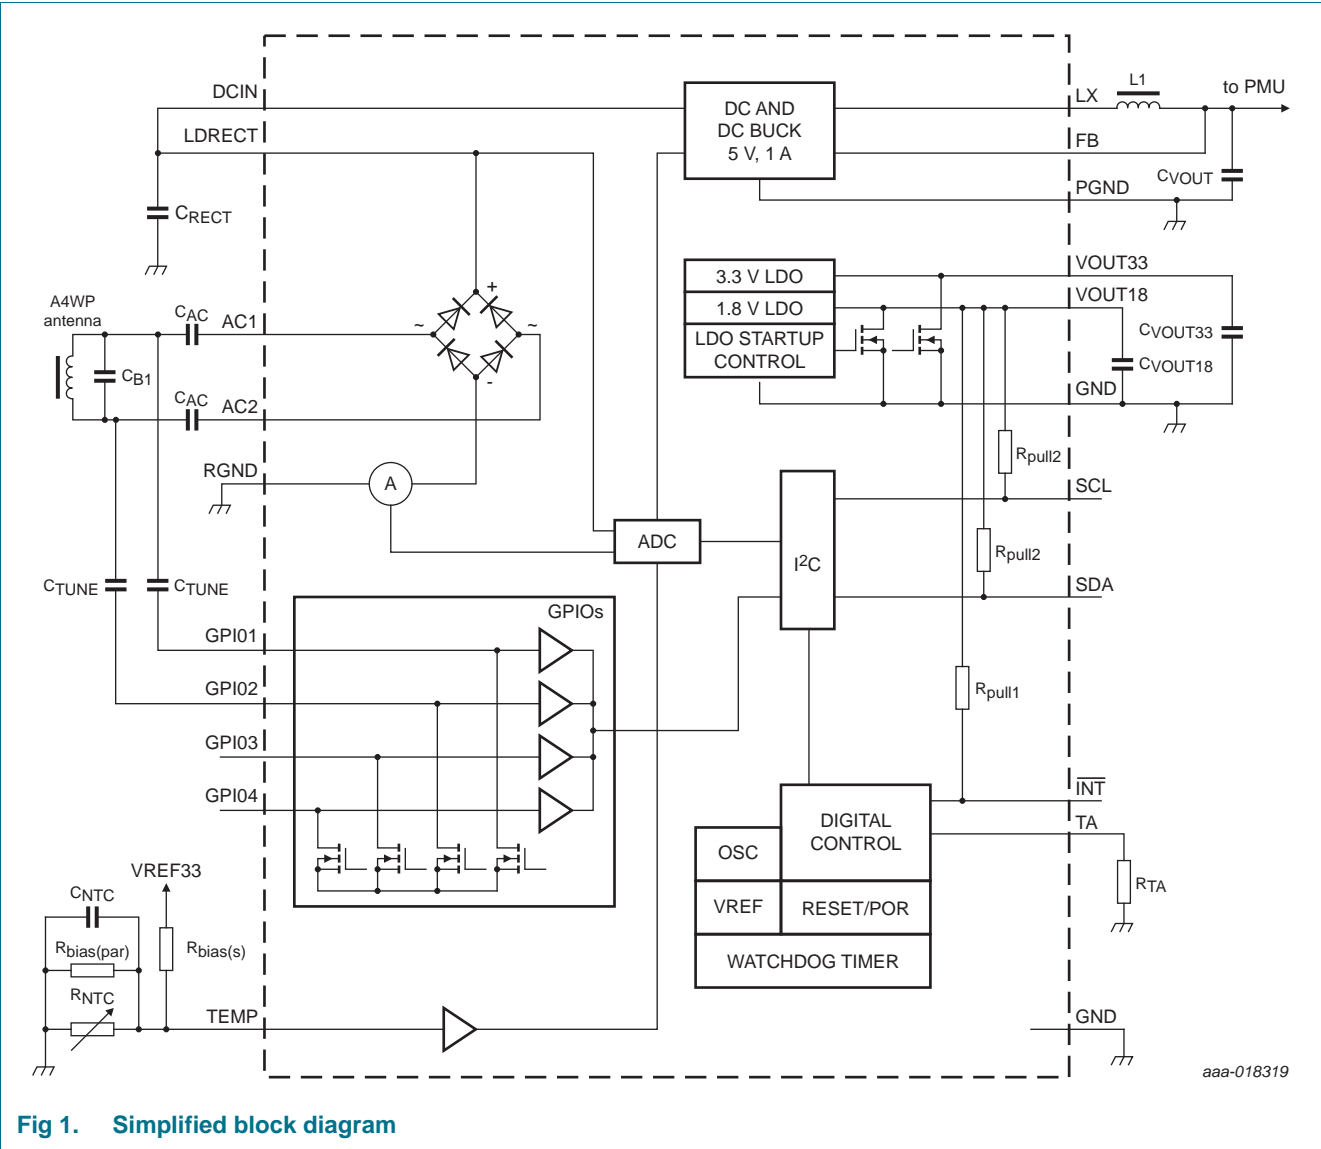 DCIN
LDRECT
CRECT
A4WP
antenna
CAC
AC1
CB1
CAC
AC2
RGND
A
+
~
~
-
DC AND
DC BUCK
5 V, 1 A
LX
L1
to PMU
FB
CVOUT
PGND
3.3 V LDO
1.8 V LDO
LDO STARTUP
CONTROL
VOUT33
VOUT18
CVOUT33
CVOUT18
GND
Rpull2
SCL
ADC
I2C
Rpull2
SDA
CTUNE
CTUNE
GPIOs
GPI01
GPI02
GPI03
GPI04
Rpull1
INT
TA
RTA
DIGITAL
CONTROL
OSC
VREF
RESET/POR
WATCHDOG TIMER
VREF33
CNTC
Rbias(par)
Rbias(s)
RNTC
TEMP
GND
aaa-018319
Fig 1. Simplified block diagram